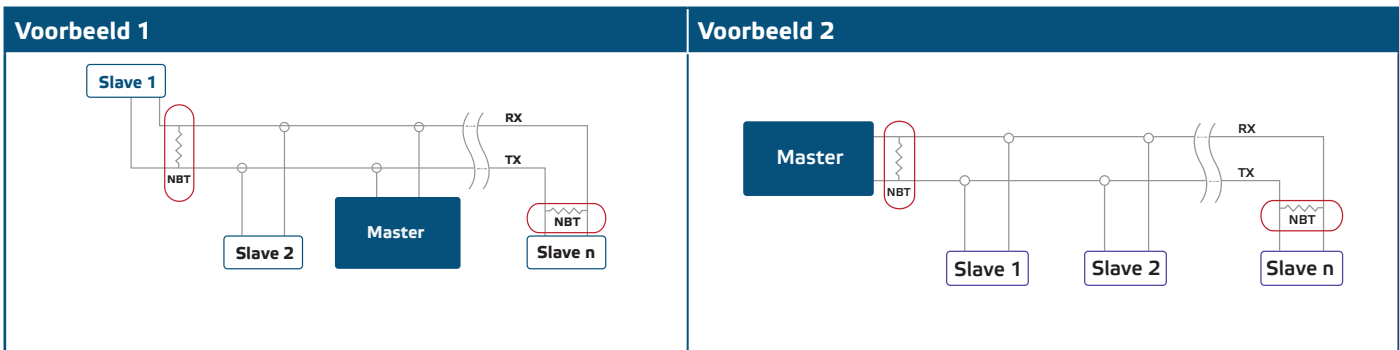 Voorbeeld 1
Slave 1
RX
TX
NBT
NBT
Slave 2
Master
Slave n
Voorbeeld 2
RX
Master
TX
NBT
NBT
Slave 1
Slave 2
Slave n